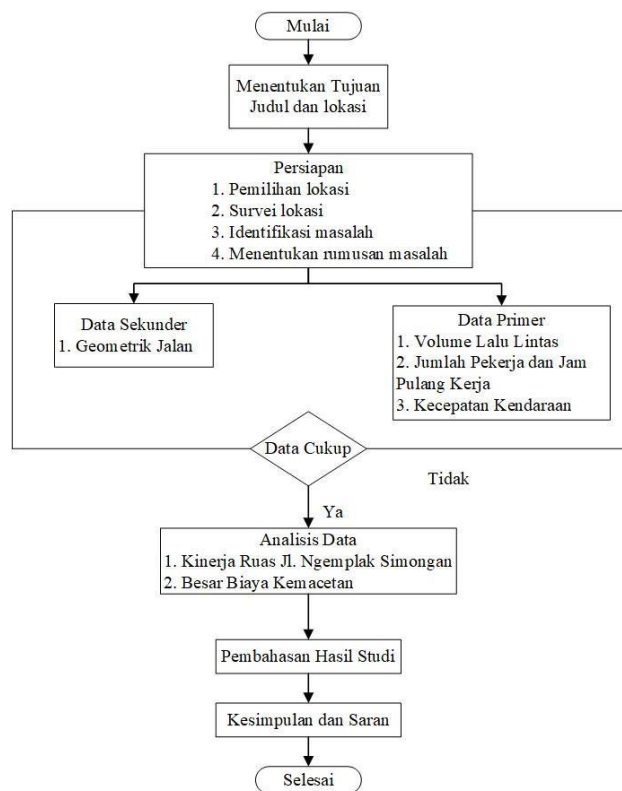 Mulai
Menentukan Tujuan
Judul dan lokasi
Persiapan
1. Pemilihan lokasi
2. Survei lokasi
3. Identifikasi masalah
4. Menentukan rumusan masalah
Data Sekunder
1. Geometrik Jalan
Data Primer
1. Volume Lalu Lintas
2. Jumlah Pekerja dan Jam
Pulang Kerja
3. Kecepatan Kendaraan
Data Cukup
Tidak
Ya
Analisis Data
1. Kinerja Ruas Jl. Ngemplak Simongan
2. Besar Biaya Kemacetan
Pembahasan Hasil Studi
Kesimpulan dan Saran
Selesai